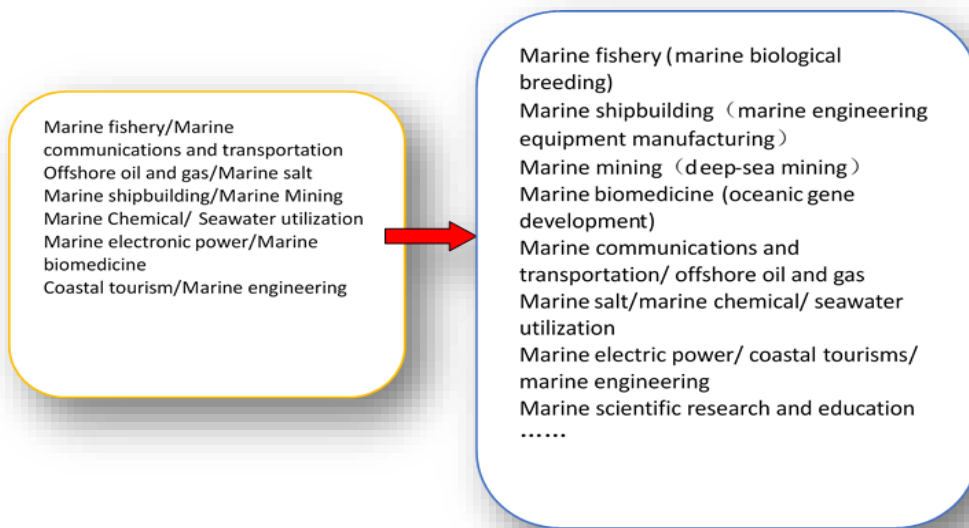 Marine fishery/Marine
communications and transportation
Offshore oil and gas/Marine salt
Marine shipbuilding/Marine Mining
Marine Chemical/ Seawater utilization
Marine electronic power/Marine
biomedicine
Coastal tourism/Marine engineering
Marine fishery (marine biological
breeding)
Marine shipbuilding（marine engineering
equipment manufacturing）
Marine mining（deep-sea mining）
Marine biomedicine (oceanic gene
development)
Marine communications and
transportation/ offshore oil and gas
Marine salt/marine chemical/ seawater
utilization
Marine electric power/ coastal tourisms/
marine engineering
Marine scientific research and education
……